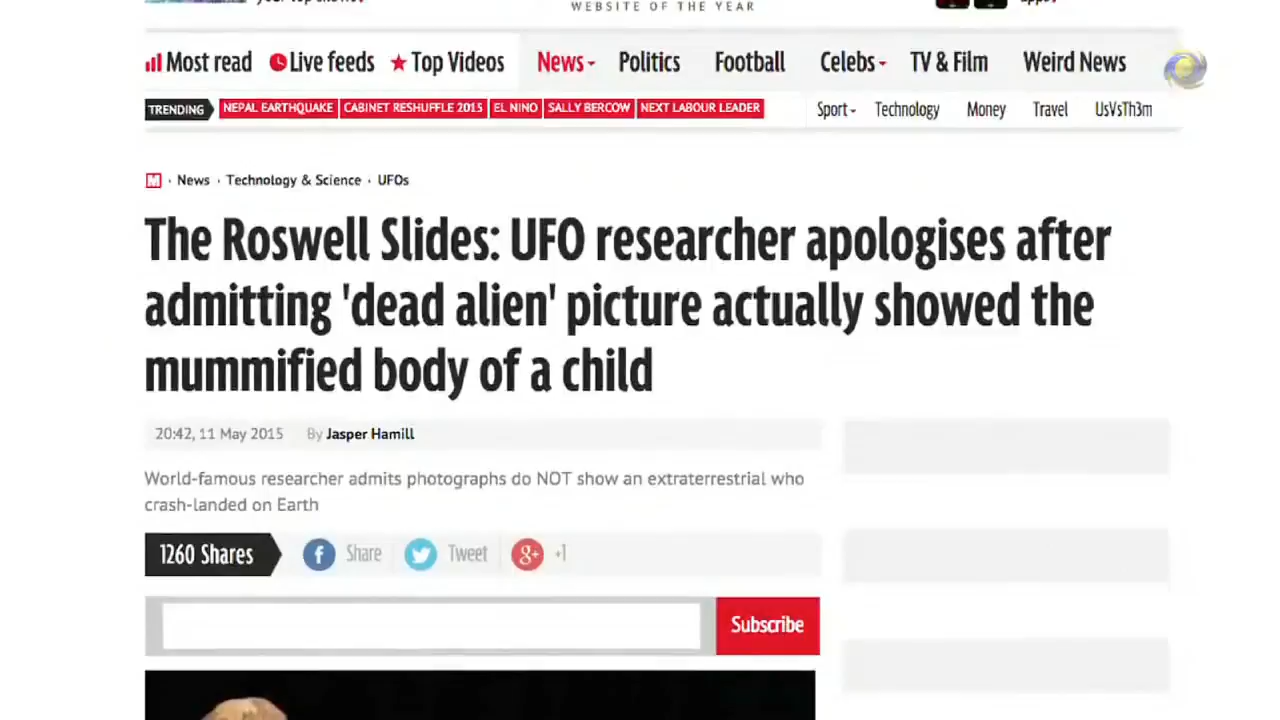 WEBSITE OF THE YEAR
Most read Live feeds Top Videos News Politics Football Celebs TV & Film Weird News
TRENDING NEPAL EARTHQUAKE CABINET RESHUFFLE 2015 EL NINO SALLY BERCOW NEXT LABOUR LEADER Sport Technology Money Travel UsVsTh3m
M · News · Technology & Science · UFOs
The Roswell Slides: UFO researcher apologises after
admitting 'dead alien' picture actually showed the
mummified body of a child
20:42, 11 May 2015 By Jasper Hamill
World-famous researcher admits photographs do NOT show an extraterrestrial who
crash-landed on Earth
1260 Shares f Share Tweet g+ +1
Subscribe